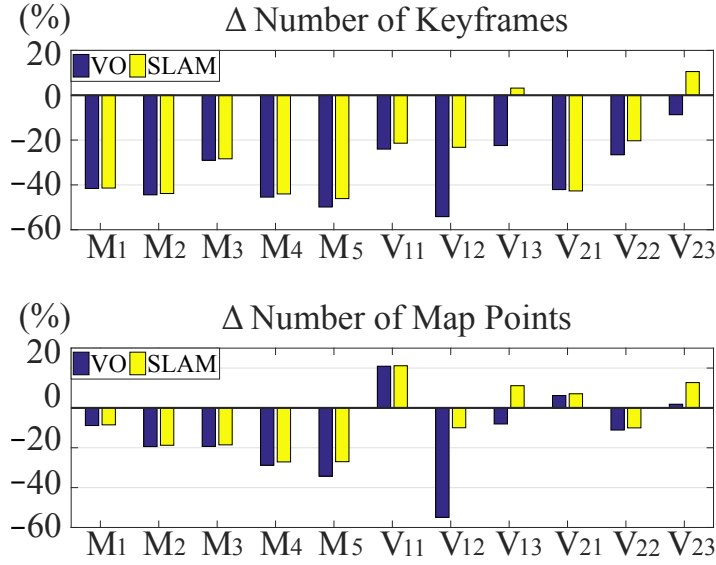 (%) Δ Number of Keyframes
20
VO SLAM
0
−20
−40
−60
M1 M2 M3 M4 M5 V11 V12 V13 V21 V22 V23
(%) Δ Number of Map Points
20
VO SLAM
0
−20
−40
−60
M1 M2 M3 M4 M5 V11 V12 V13 V21 V22 V23